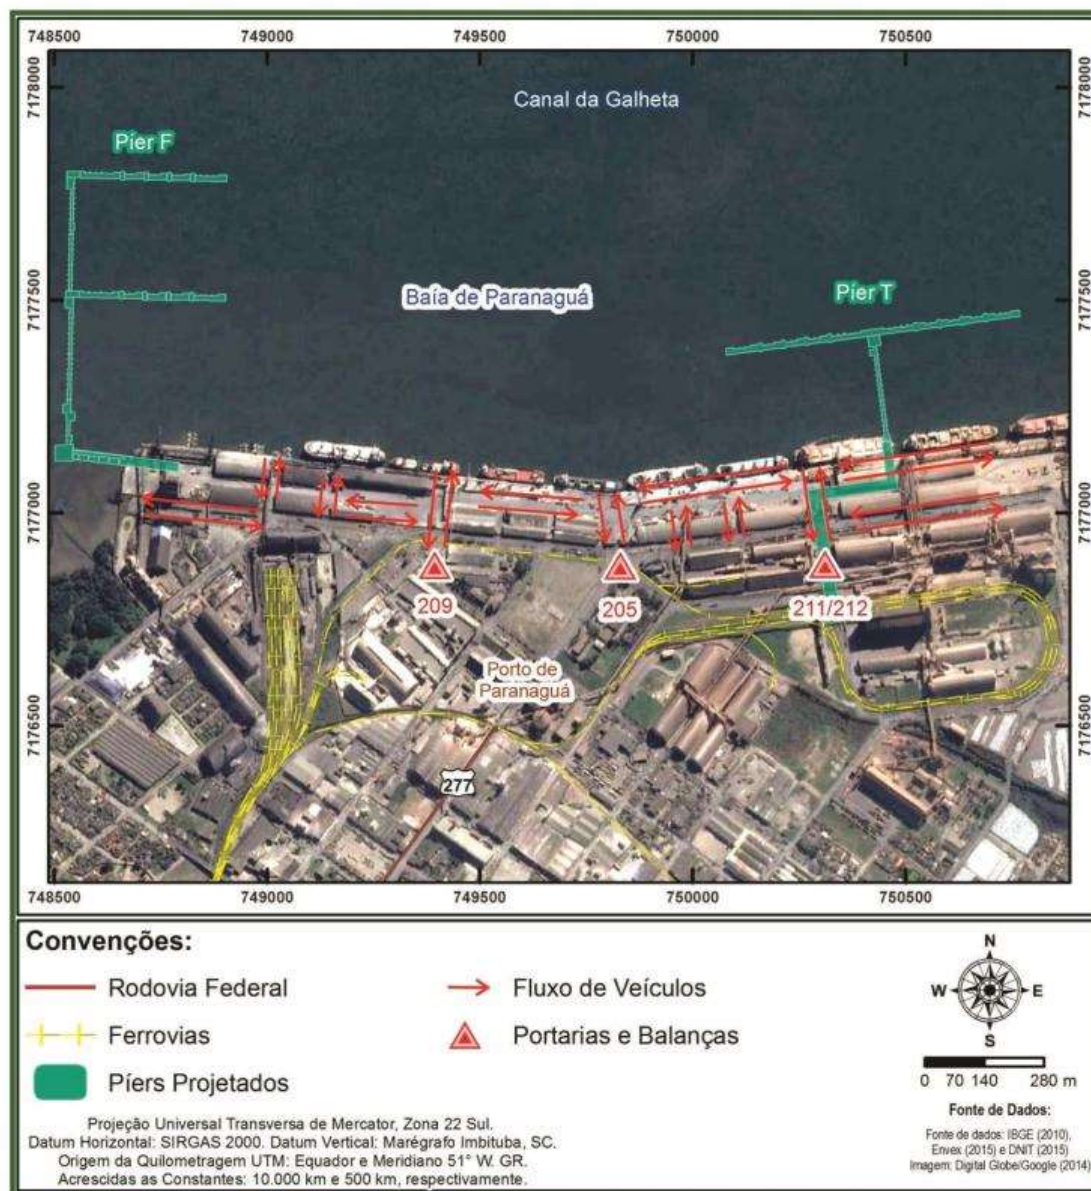 748500 749000 749500 750000 750500
7178000 7178000
Canal da Galheta
Píer F
7177500 7177500
Baía de Paranaguá
Píer T
7177000 7177000
209 205 211/212
Porto de
Paranaguá
7176500 7176500
277
748500 749000 749500 750000 750500
Convenções:
Rodovia Federal
Fluxo de Veículos
Ferrovias
Portarias e Balanças
Píers Projetados
N
W E
S
0 70 140 280 m
Projeção Universal Transversa de Mercator, Zona 22 Sul.
Datum Horizontal: SIRGAS 2000. Datum Vertical: Marégrafo Imbituba, SC.
Origem da Quilometragem UTM: Equador e Meridiano 51° W. GR.
Acrescidas as Constantes: 10.000 km e 500 km, respectivamente.
Fonte de Dados:
Fonte de dados: IBGE (2010),
Envex (2015) e DNIT (2015)
Imagem: Digital Globe/Google (2014)